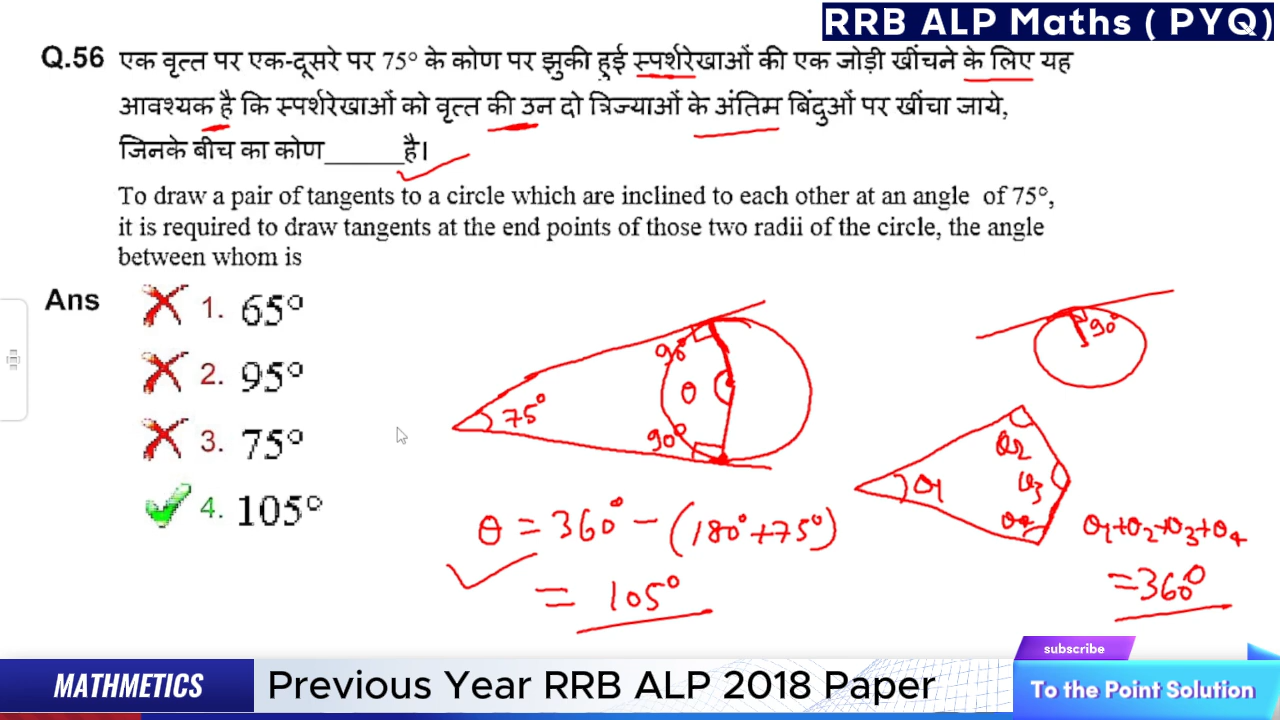 RRB ALP Maths ( PYQ)
Q.56 एक वृत्त पर एक-दूसरे पर 75° के कोण पर झुकी हुई स्पर्शरेखाओं की एक जोड़ी खींचने के लिए यह
आवश्यक है कि स्पर्शरेखाओं को वृत्त की उन दो त्रिज्याओं के अंतिम बिंदुओं पर खींचा जाये,
जिनके बीच का कोण______है।
To draw a pair of tangents to a circle which are inclined to each other at an angle of 75°,
it is required to draw tangents at the end points of those two radii of the circle, the angle
between whom is
Ans
1. 65°
2. 95°
3. 75°
4. 105°
90°
θ
75°
90°
90°
θ2
θ1
θ3
θ4
θ = 360° - (180° + 75°)
= 105°
θ1+θ2+θ3+θ4
=360°
subscribe
MATHMETICS
Previous Year RRB ALP 2018 Paper
To the Point Solution